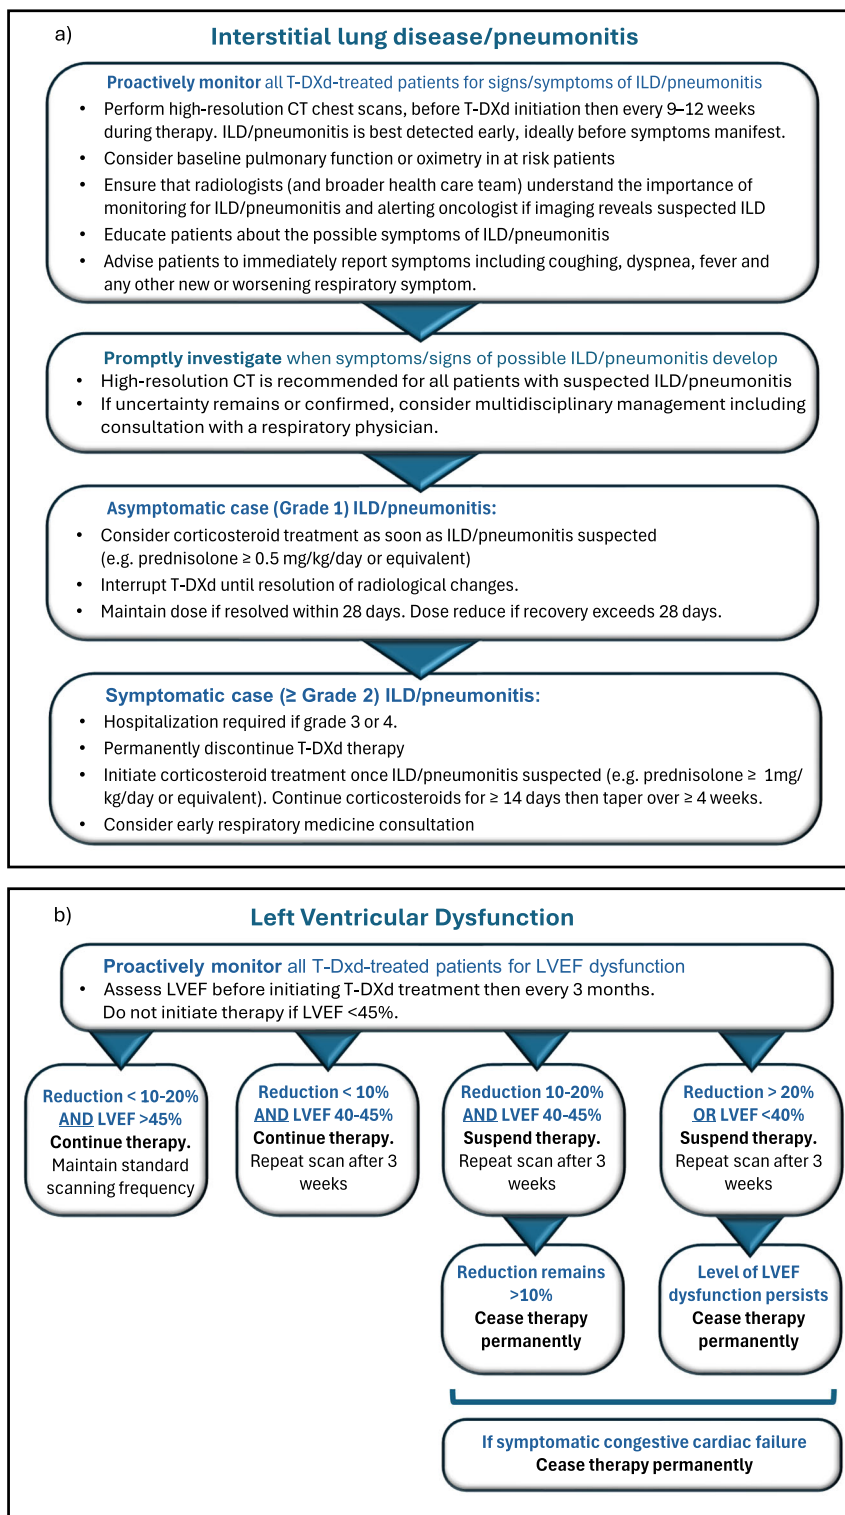 a)
Interstitial lung disease/pneumonitis
Proactively monitor all T-DXd-treated patients for signs/symptoms of ILD/pneumonitis
• Perform high-resolution CT chest scans, before T-DXd initiation then every 9–12 weeks
during therapy. ILD/pneumonitis is best detected early, ideally before symptoms manifest.
• Consider baseline pulmonary function or oximetry in at risk patients
• Ensure that radiologists (and broader health care team) understand the importance of
monitoring for ILD/pneumonitis and alerting oncologist if imaging reveals suspected ILD
• Educate patients about the possible symptoms of ILD/pneumonitis
• Advise patients to immediately report symptoms including coughing, dyspnea, fever and
any other new or worsening respiratory symptom.
Promptly investigate when symptoms/signs of possible ILD/pneumonitis develop
• High-resolution CT is recommended for all patients with suspected ILD/pneumonitis
• If uncertainty remains or confirmed, consider multidisciplinary management including
consultation with a respiratory physician.
Asymptomatic case (Grade 1) ILD/pneumonitis:
• Consider corticosteroid treatment as soon as ILD/pneumonitis suspected
(e.g. prednisolone ≥ 0.5 mg/kg/day or equivalent)
• Interrupt T-DXd until resolution of radiological changes.
• Maintain dose if resolved within 28 days. Dose reduce if recovery exceeds 28 days.
Symptomatic case (≥ Grade 2) ILD/pneumonitis:
• Hospitalization required if grade 3 or 4.
• Permanently discontinue T-DXd therapy
• Initiate corticosteroid treatment once ILD/pneumonitis suspected (e.g. prednisolone ≥ 1mg/
kg/day or equivalent). Continue corticosteroids for ≥ 14 days then taper over ≥ 4 weeks.
• Consider early respiratory medicine consultation
b)
Left Ventricular Dysfunction
Proactively monitor all T-Dxd-treated patients for LVEF dysfunction
• Assess LVEF before initiating T-DXd treatment then every 3 months.
Do not initiate therapy if LVEF <45%.
Reduction < 10-20%
AND LVEF >45%
Continue therapy.
Maintain standard
scanning frequency
Reduction < 10%
AND LVEF 40-45%
Continue therapy.
Repeat scan after 3
weeks
Reduction 10-20%
AND LVEF 40-45%
Suspend therapy.
Repeat scan after 3
weeks
Reduction > 20%
OR LVEF <40%
Suspend therapy.
Repeat scan after 3
weeks
Reduction remains
>10%
Cease therapy
permanently
Level of LVEF
dysfunction persists
Cease therapy
permanently
If symptomatic congestive cardiac failure
Cease therapy permanently